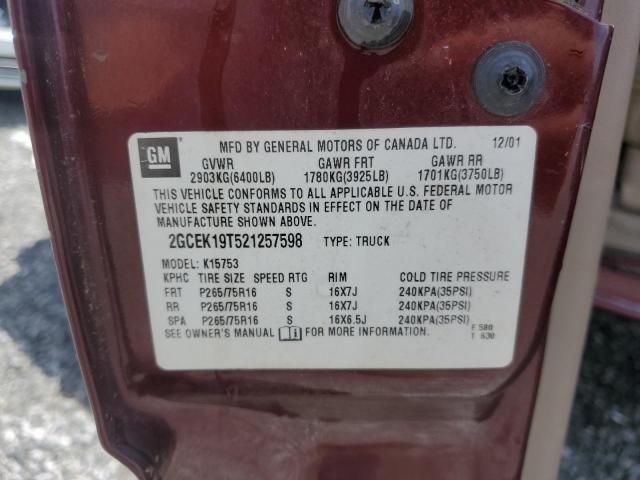 GM
MFD BY GENERAL MOTORS OF CANADA LTD. 12/01
GVWR GAWR FRT GAWR RR
2903KG(6400LB) 1780KG(3925LB) 1701KG(3750LB)
THIS VEHICLE CONFORMS TO ALL APPLICABLE U.S. FEDERAL MOTOR
VEHICLE SAFETY STANDARDS IN EFFECT ON THE DATE OF
MANUFACTURE SHOWN ABOVE.
2GCEK19T521257598 TYPE: TRUCK
MODEL: K15753
KPHC TIRE SIZE SPEED RTG RIM COLD TIRE PRESSURE
FRT P265/75R16 S 16X7J 240KPA(35PSI)
RR P265/75R16 S 16X7J 240KPA(35PSI)
SPA P265/75R16 S 16X6.5J 240KPA(35PSI)
SEE OWNER'S MANUAL FOR MORE INFORMATION.
F 580
T 630